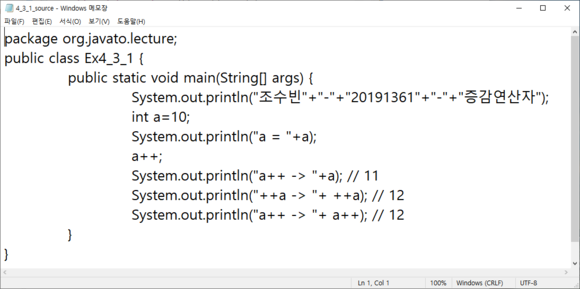 4_3_1_source - Windows 메모장
파일(F) 편집(E) 서식(O) 보기(V) 도움말(H)
package org.javato.lecture;
public class Ex4_3_1 {
public static void main(String[] args) {
System.out.println("조수빈"+"-"+"20191361"+"-"+"증감연산자");
int a=10;
System.out.println("a = "+a);
a++;
System.out.println("a++ -> "+a); // 11
System.out.println("++a -> "+ ++a); // 12
System.out.println("a++ -> "+ a++); // 12
}
}
Ln 1, Col 1 100% Windows (CRLF) UTF-8